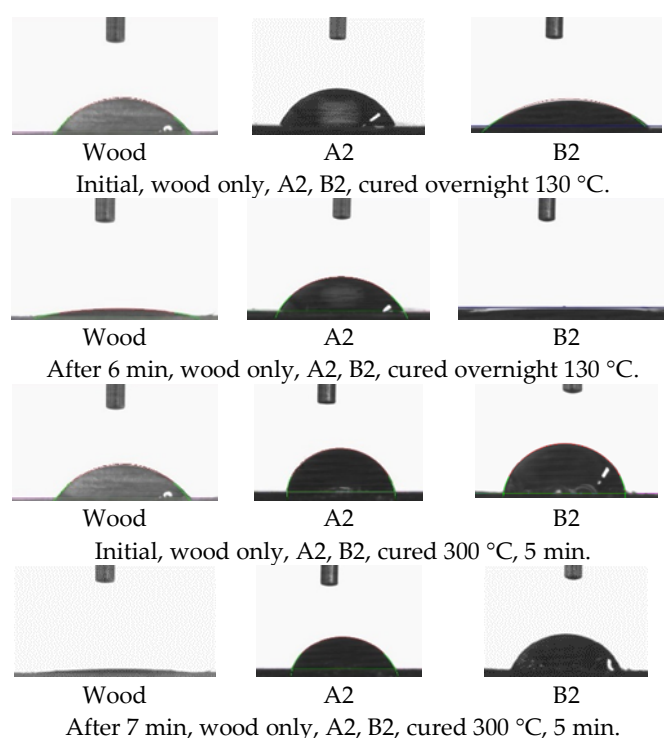 Wood A2 B2
Initial, wood only, A2, B2, cured overnight 130 °C.
Wood A2 B2
After 6 min, wood only, A2, B2, cured overnight 130 °C.
Wood A2 B2
Initial, wood only, A2, B2, cured 300 °C, 5 min.
Wood A2 B2
After 7 min, wood only, A2, B2, cured 300 °C, 5 min.